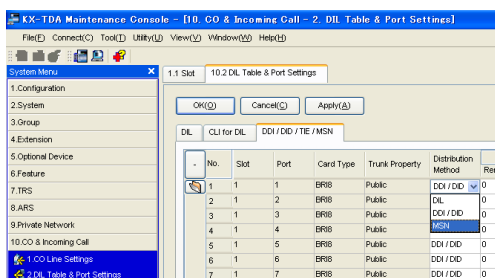 KX-TDA Maintenance Console - [10. CO & Incoming Call - 2. DIL Table & Port Settings]
File(F) Connect(C) Tool(T) Utility(U) View(V) Window(W) Help(H)
System Menu X
1.1 Slot 10.2 DIL Table & Port Settings
1.Configuration
2.System
3.Group
4.Extension
5.Optional Device
6.Feature
7.TRS
8.ARS
9.Private Network
10.CO & Incoming Call
1.CO Line Settings
2.DIL Table & Port Settings
OK(O) Cancel(C) Apply(A)
DIL CLI for DIL DDI / DID / TIE / MSN
- No. Slot Port Card Type Trunk Property Distribution Method
1 1 1 BRI8 Public DDI / DID 0
2 1 2 BRI8 Public DIL 0
3 1 3 BRI8 Public DDI / DID 0
4 1 4 BRI8 Public MSN 0
5 1 5 BRI8 Public DDI / DID 0
6 1 6 BRI8 Public DDI / DID 0
7 1 7 BRI8 Public DDI / DID 0